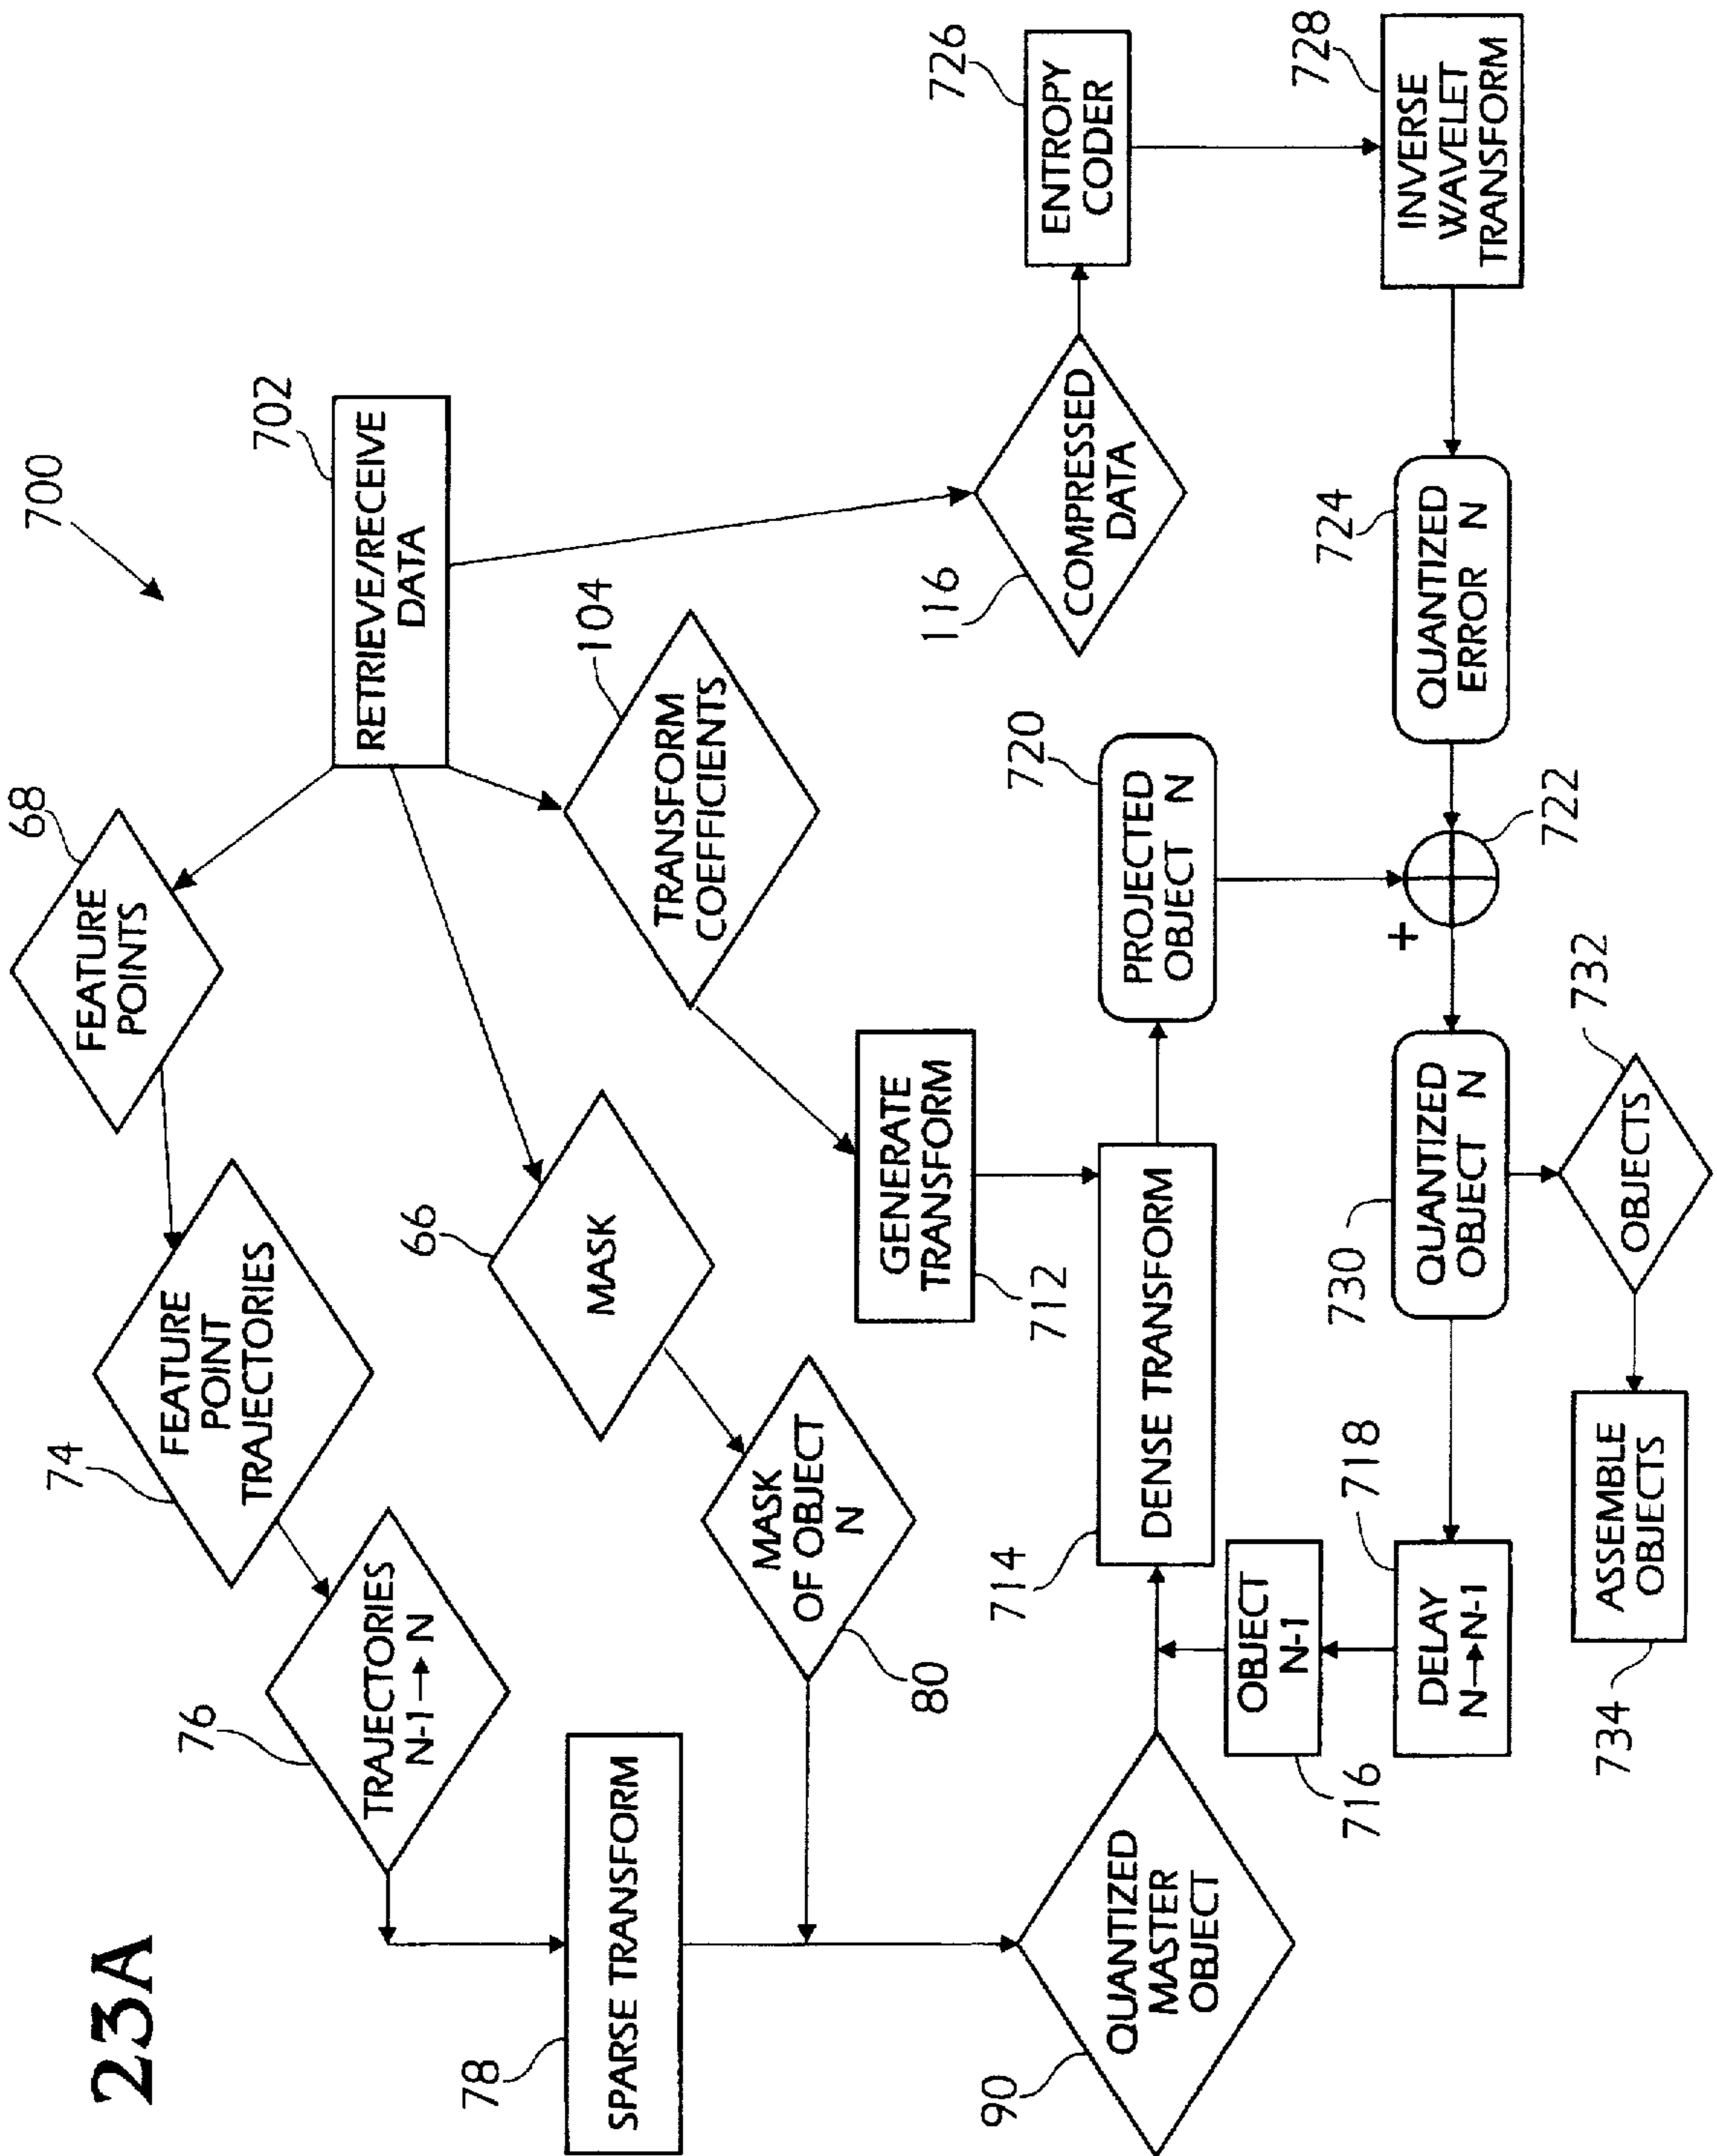 23A
700
RETRIEVE/RECEIVE
DATA
702
FEATURE
POINTS
68
FEATURE
POINT
TRAJECTORIES
74
TRAJECTORIES
N-1→N
76
SPARSE TRANSFORM
78
MASK
66
MASK
OF OBJECT
N
80
TRANSFORM
COEFFICIENTS
104
GENERATE
TRANSFORM
712
COMPRESSED
DATA
116
ENTROPY
CODER
726
INVERSE
WAVELET
TRANSFORM
728
QUANTIZED
MASTER
OBJECT
90
DENSE TRANSFORM
714
PROJECTED
OBJECT N
720
QUANTIZED
ERROR N
724
+
722
OBJECT
N-1
716
DELAY
N→N-1
718
QUANTIZED
OBJECT N
730
OBJECTS
732
ASSEMBLE
OBJECTS
734